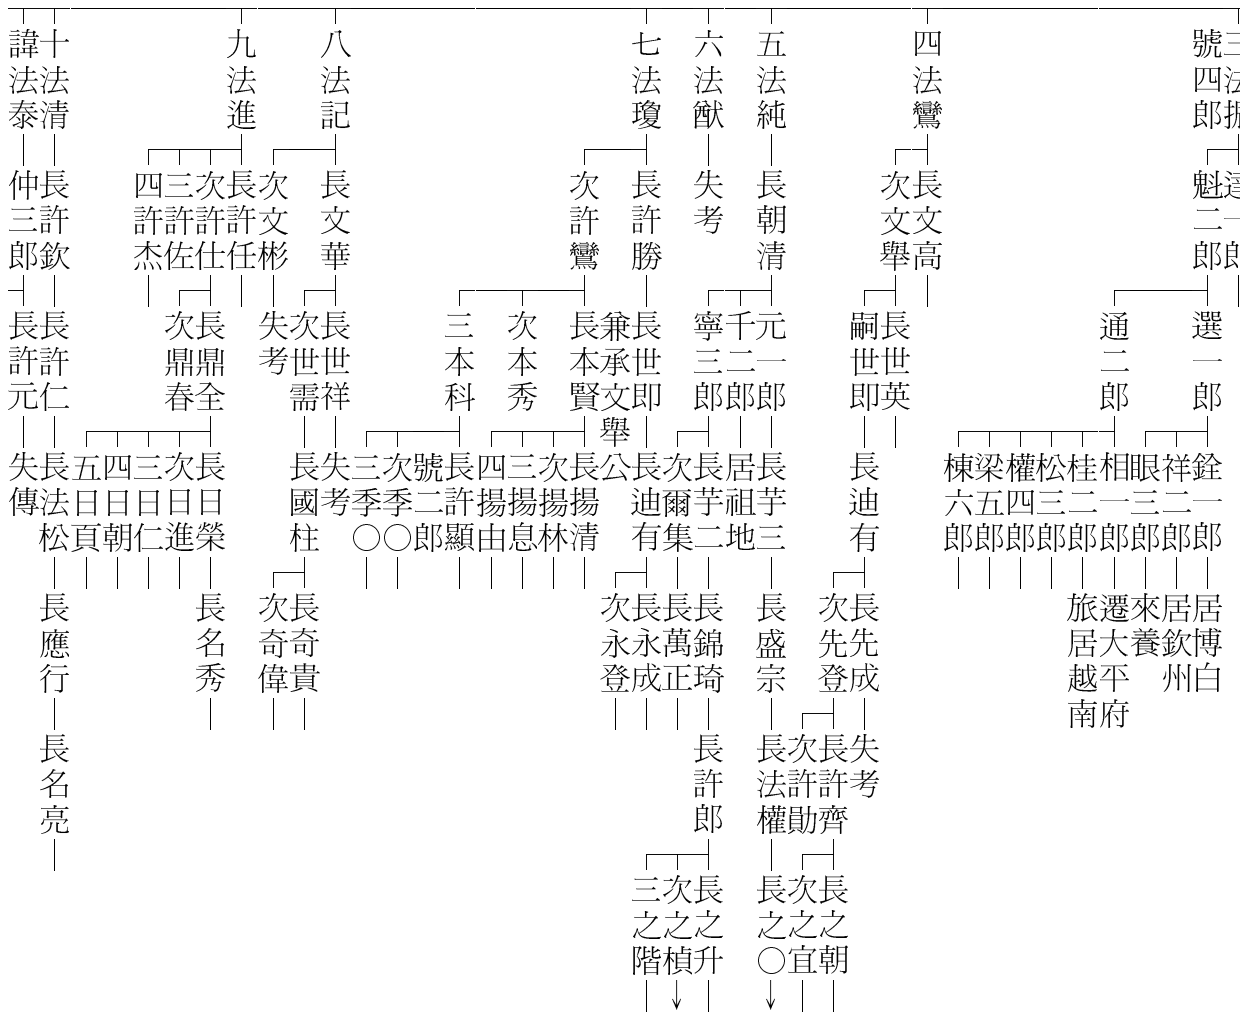 三法振
號四郎
四法鸞
五法純
六法猷
七法瓊
八法記
九法進
十法清
諱法泰
達一郎
魁二郎
長文高
次文舉
長朝清
失考
長許勝
次許鸞
長文華
次文彬
長許任
次許仕
三許佐
四許杰
長許欽
仲三郎
選一郎
通二郎
長世英
嗣世即
元一郎
千二郎
寧三郎
長世即
兼承文舉公
長本賢
次本秀
三本科
長世祥
次世需
失考
長鼎全
次鼎春
長許仁
長許元
銓一郎
祥二郎
眼三郎
相一郎
桂二郎
松三郎
權四郎
梁五郎
棟六郎
長迪有
長芋三
居祖地
長芋二
次爾集
長迪有
長揚清
次揚林
三揚息
四揚由
長許顯
號二郎
次季〇
三季〇
失考
長國柱
長日榮
次日進
三日仁
四日朝
五日頁
長法松
失傳
居博白
居欽州
來養
遷大平府
旅居越南
長先成
次先登
長盛宗
長錦琦
長萬正
長永成
次永登
長奇貴
次奇偉
長名秀
長應行
失考
長許齊
次許勛
長法權
長許郎
長名亮
長之朝
次之宜
長之〇
長之升
次之楨
三之階